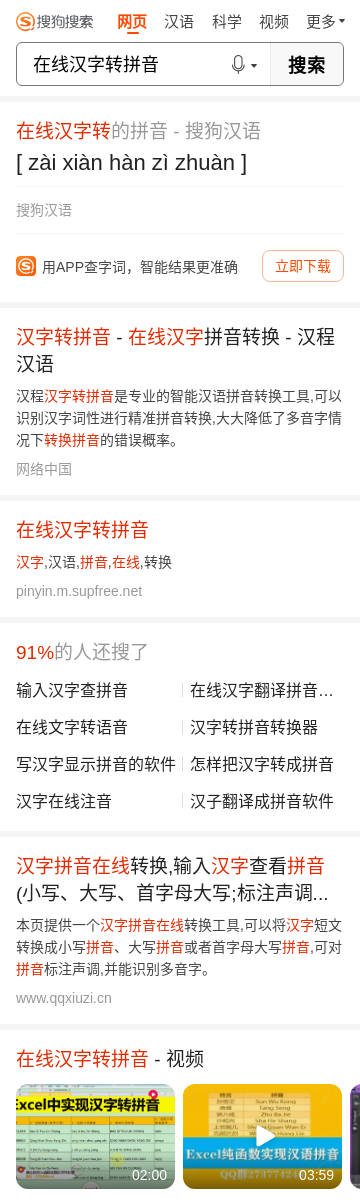 搜狗搜索 网页 汉语 科学 视频 更多
在线汉字转拼音 搜索
在线汉字转的拼音 - 搜狗汉语
[ zài xiàn hàn zì zhuàn ]
搜狗汉语
用APP查字词，智能结果更准确 立即下载
汉字转拼音 - 在线汉字拼音转换 - 汉程
汉语
汉程汉字转拼音是专业的智能汉语拼音转换工具,可以
识别汉字词性进行精准拼音转换,大大降低了多音字情
况下转换拼音的错误概率。
网络中国
在线汉字转拼音
汉字,汉语,拼音,在线,转换
pinyin.m.supfree.net
91%的人还搜了
输入汉字查拼音 在线汉字翻译拼音...
在线文字转语音 汉字转拼音转换器
写汉字显示拼音的软件 怎样把汉字转成拼音
汉字在线注音 汉子翻译成拼音软件
汉字拼音在线转换,输入汉字查看拼音
(小写、大写、首字母大写;标注声调...
本页提供一个汉字拼音在线转换工具,可以将汉字短文
转换成小写拼音、大写拼音或者首字母大写拼音,可对
拼音标注声调,并能识别多音字。
www.qqxiuzi.cn
在线汉字转拼音 - 视频
Excel中实现汉字转拼音
02:00
Sun Wu Kong
Tang Seng
Zhu Ba Jie
Sha He Shang
Excel纯函数实现汉语拼音
03:59